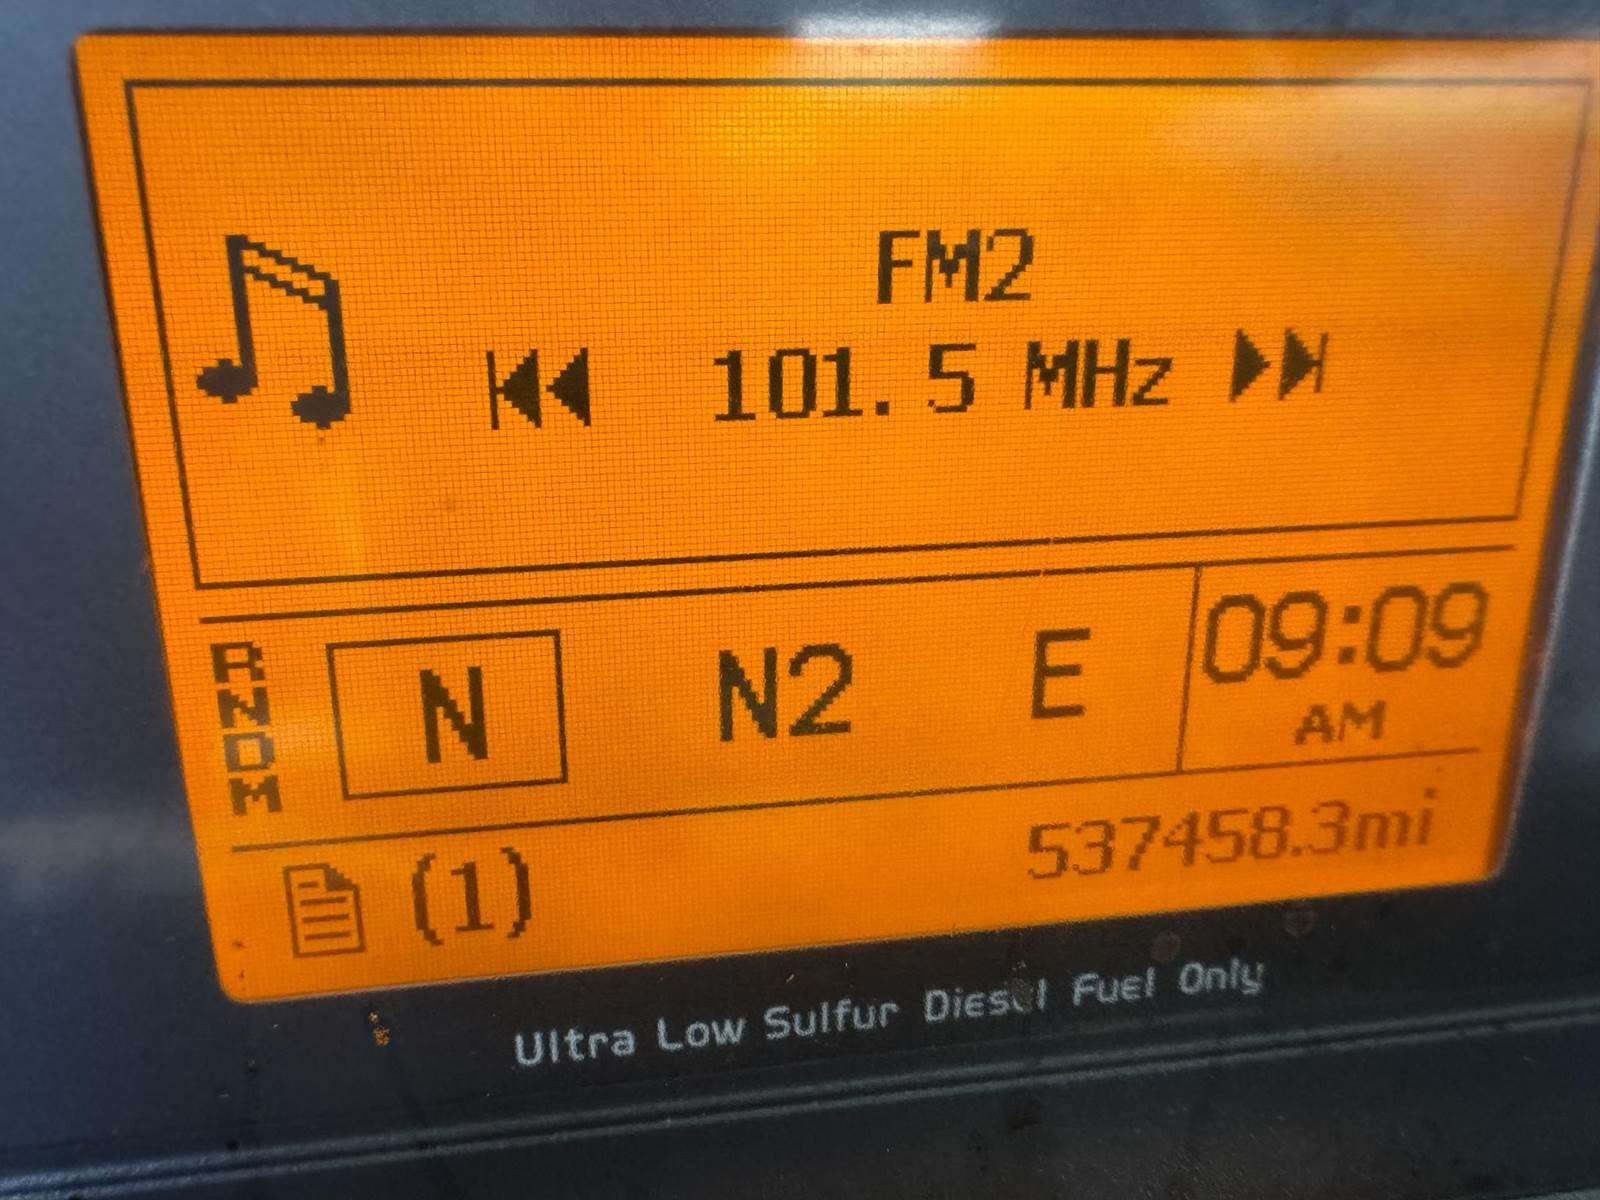 FM2
101.5 MHz
RNDM
N N2 E
09:09
AM
(1)
537458.3mi
Ultra Low Sulfur Diesel Fuel Only